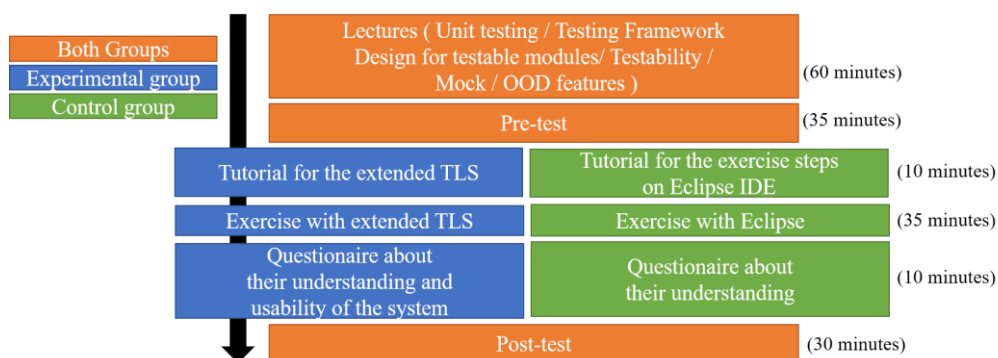 Both Groups
Experimental group
Control group
Lectures ( Unit testing / Testing Framework
Design for testable modules/ Testability /
Mock / OOD features )
(60 minutes)
Pre-test
(35 minutes)
Tutorial for the extended TLS
Tutorial for the exercise steps
on Eclipse IDE
(10 minutes)
Exercise with extended TLS
Exercise with Eclipse
(35 minutes)
Questionaire about
their understanding and
usability of the system
Questionaire about
their understanding
(10 minutes)
Post-test
(30 minutes)